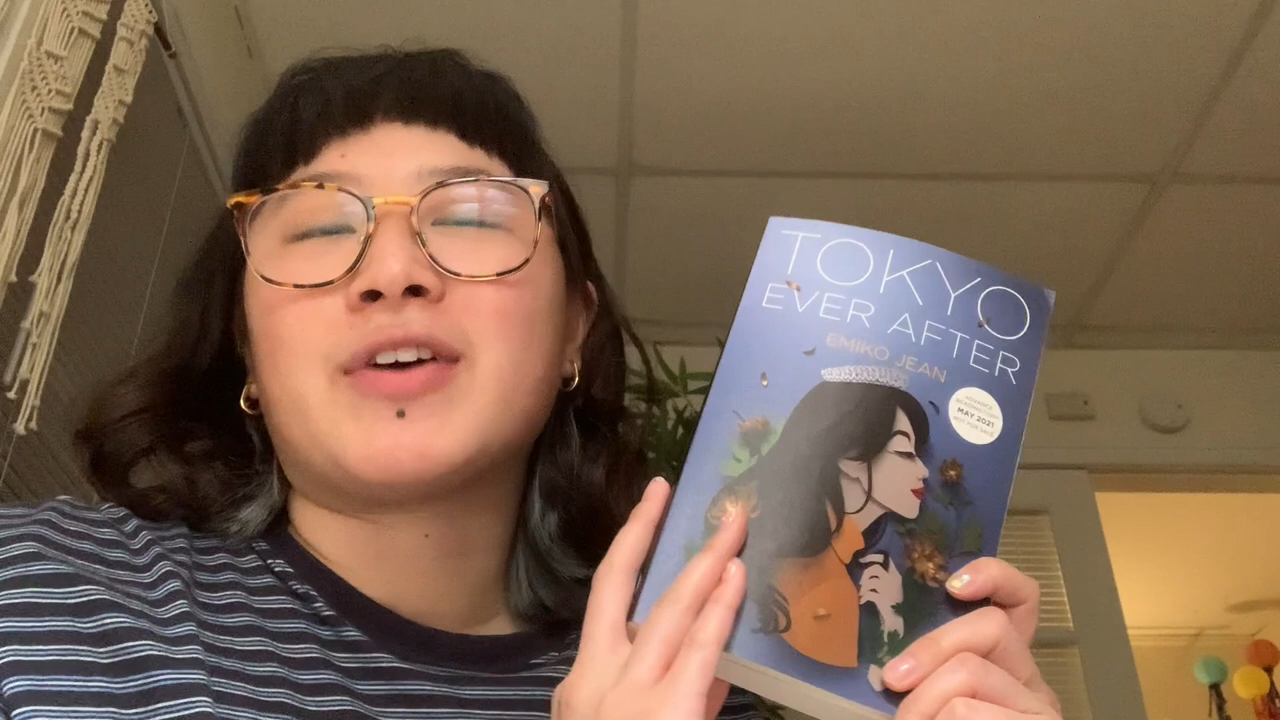 TOKYO
EVER AFTER
EMIKO JEAN
ADVANCE
MAY 2021
NOT FOR SALE